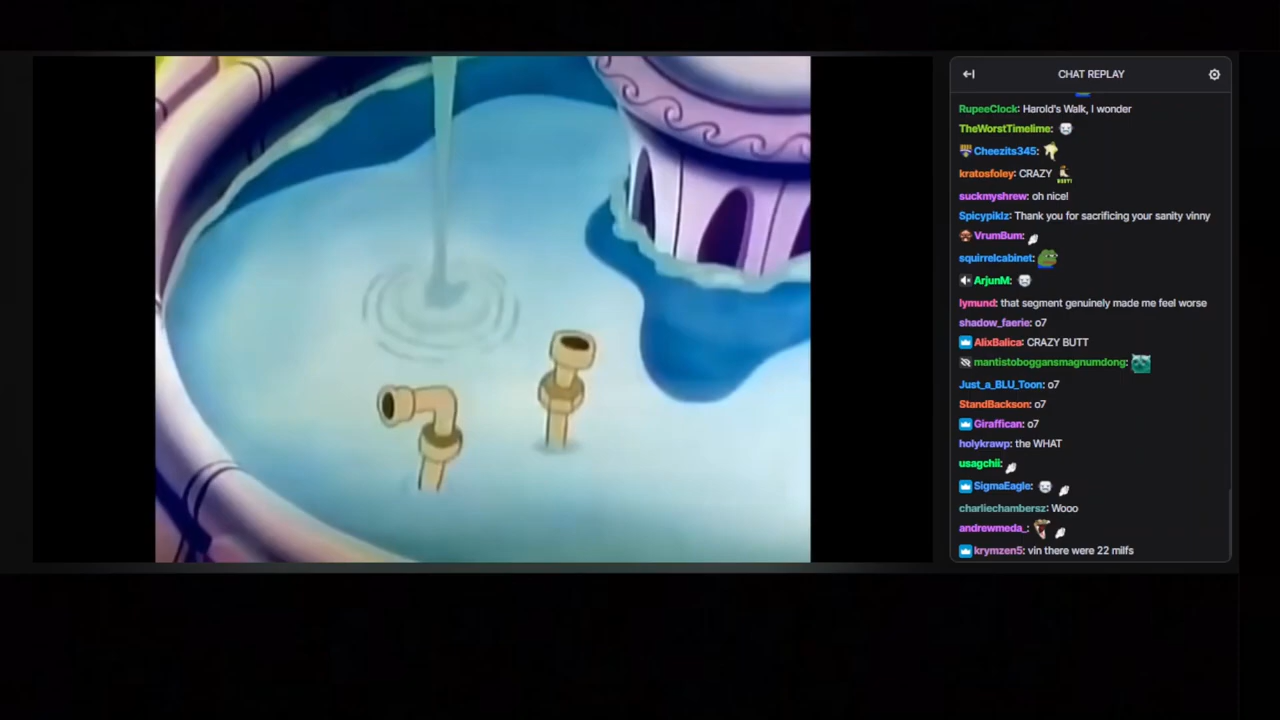 CHAT REPLAY
RupeeClock: Harold's Walk, I wonder
TheWorstTimelime:
Cheezits345:
kratosfoley: CRAZY
suckmyshrew: oh nice!
Spicypiklz: Thank you for sacrificing your sanity vinny
VrumBum:
squirrelcabinet:
ArjunM:
lymund: that segment genuinely made me feel worse
shadow_faerie: o7
AlixBalica: CRAZY BUTT
mantistoboggansmagnumdong:
Just_a_BLU_Toon: o7
StandBackson: o7
Giraffican: o7
holykrawp: the WHAT
usagchii:
SigmaEagle:
charliechambersz: Wooo
andrewmeda_:
krymzen5: vin there were 22 milfs